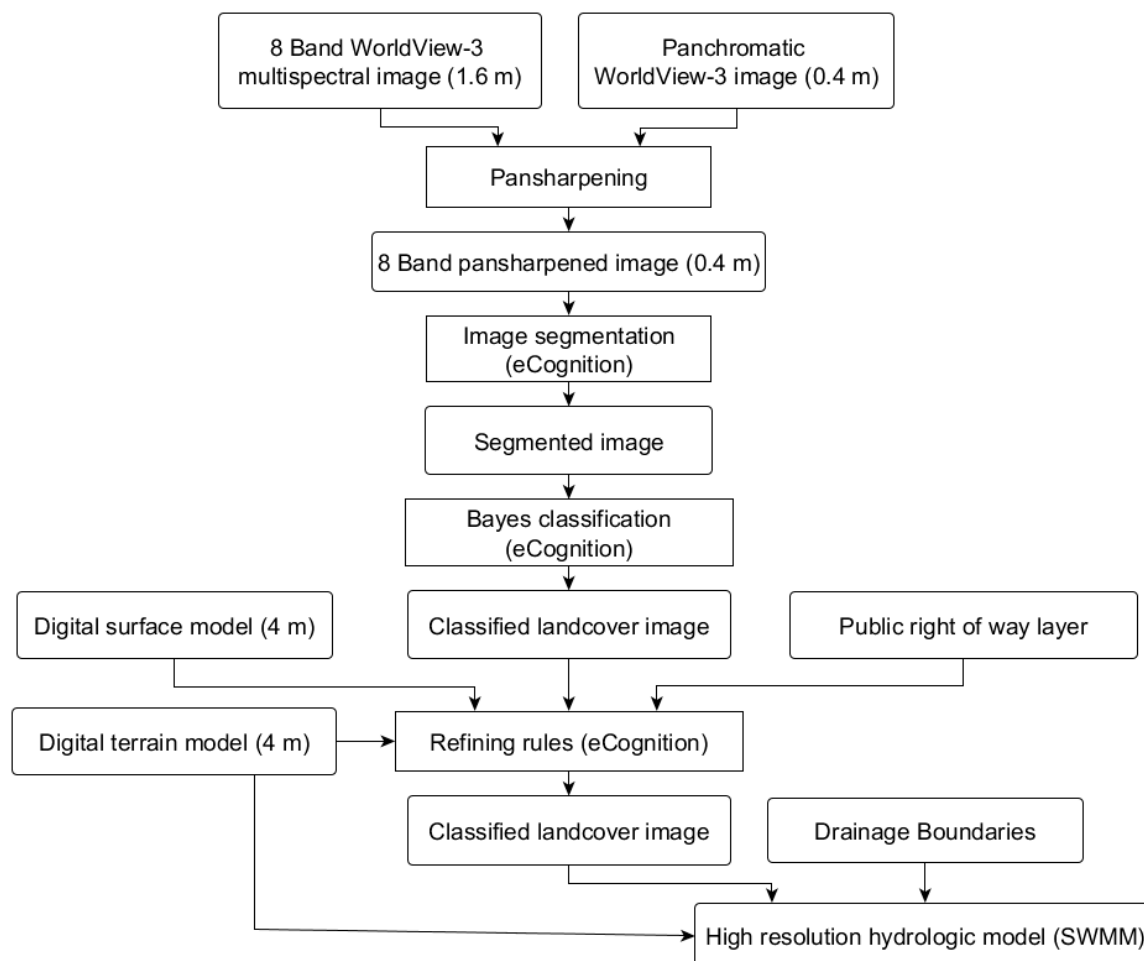 8 Band WorldView-3
multispectral image (1.6 m)
Panchromatic
WorldView-3 image (0.4 m)
Pansharpening
8 Band pansharpened image (0.4 m)
Image segmentation
(eCognition)
Segmented image
Bayes classification
(eCognition)
Digital surface model (4 m)
Classified landcover image
Public right of way layer
Digital terrain model (4 m)
Refining rules (eCognition)
Classified landcover image
Drainage Boundaries
High resolution hydrologic model (SWMM)